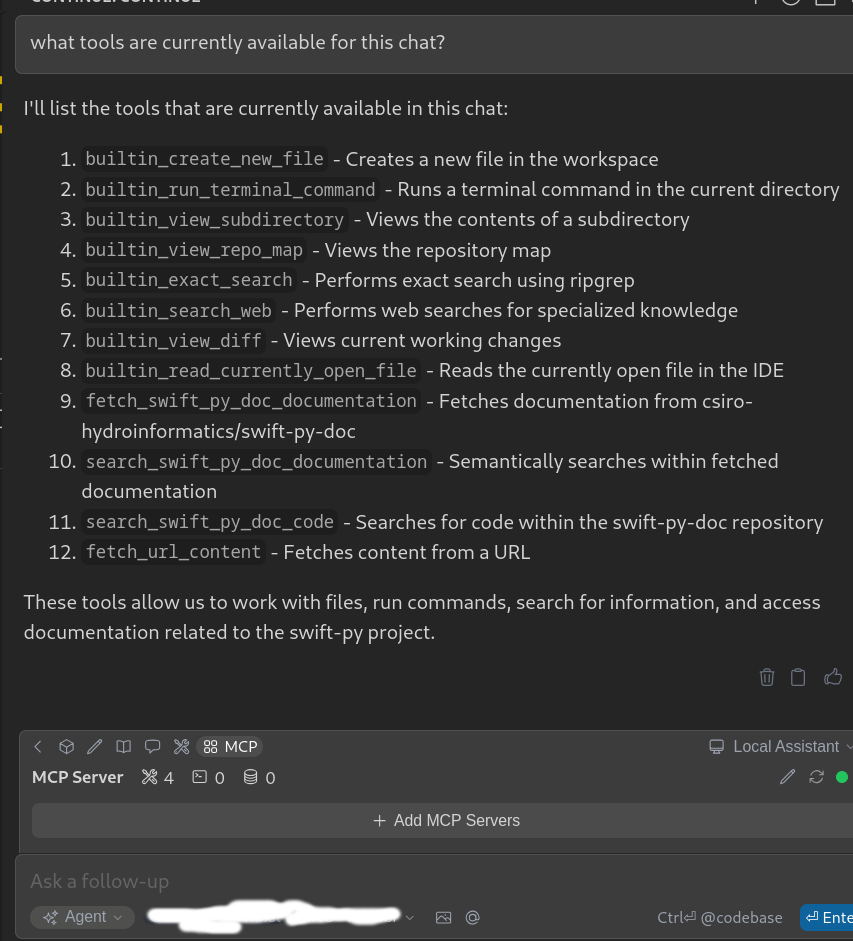 CONTINUE: CONTINUE
what tools are currently available for this chat?
I'll list the tools that are currently available in this chat:
1. builtin_create_new_file - Creates a new file in the workspace
2. builtin_run_terminal_command - Runs a terminal command in the current directory
3. builtin_view_subdirectory - Views the contents of a subdirectory
4. builtin_view_repo_map - Views the repository map
5. builtin_exact_search - Performs exact search using ripgrep
6. builtin_search_web - Performs web searches for specialized knowledge
7. builtin_view_diff - Views current working changes
8. builtin_read_currently_open_file - Reads the currently open file in the IDE
9. fetch_swift_py_doc_documentation - Fetches documentation from csiro-
hydroinformatics/swift-py-doc
10. search_swift_py_doc_documentation - Semantically searches within fetched
documentation
11. search_swift_py_doc_code - Searches for code within the swift-py-doc repository
12. fetch_url_content - Fetches content from a URL
These tools allow us to work with files, run commands, search for information, and access
documentation related to the swift-py project.
MCP Local Assistant
MCP Server 4 0 0
+ Add MCP Servers
Ask a follow-up
Agent Ctrl⏎ @codebase ⏎ Ente